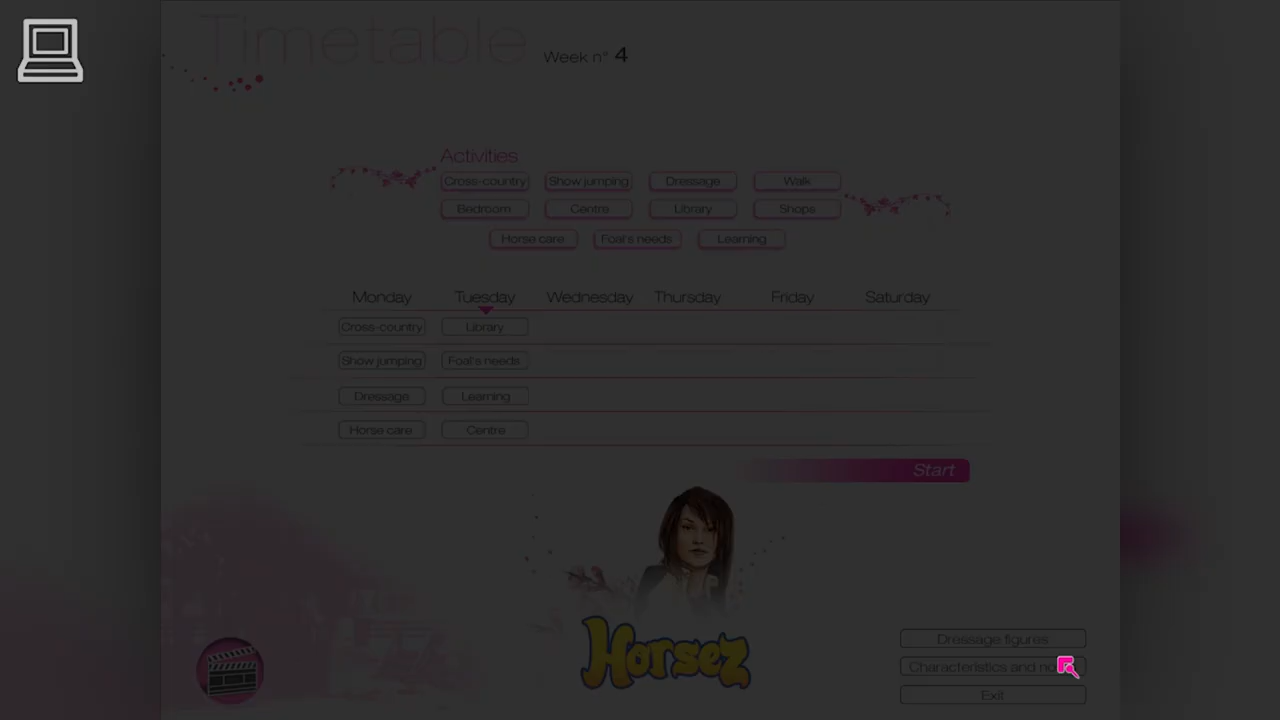 Timetable Week n° 4
Activities
Cross-country Show jumping Dressage Walk
Bedroom Centre Library Shops
Horse care Foal's needs Learning
Monday Tuesday Wednesday Thursday Friday Saturday
Cross-country Library
Show jumping Foal's needs
Dressage Learning
Horse care Centre
Start
Horsez
Dressage figures
Characteristics and
Exit